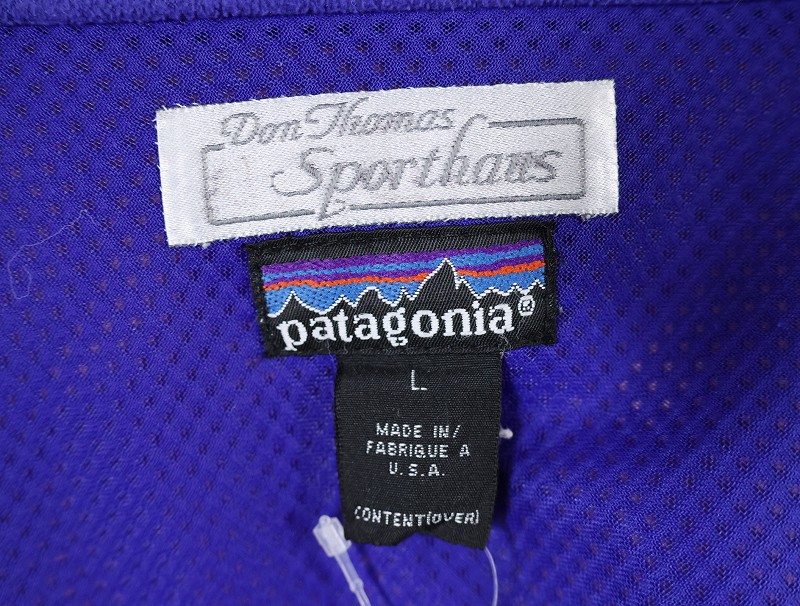 Don Thomas
Sporthaus
patagonia®
L
MADE IN/
FABRIQUE A
U.S.A.
CONTENT(OVER)